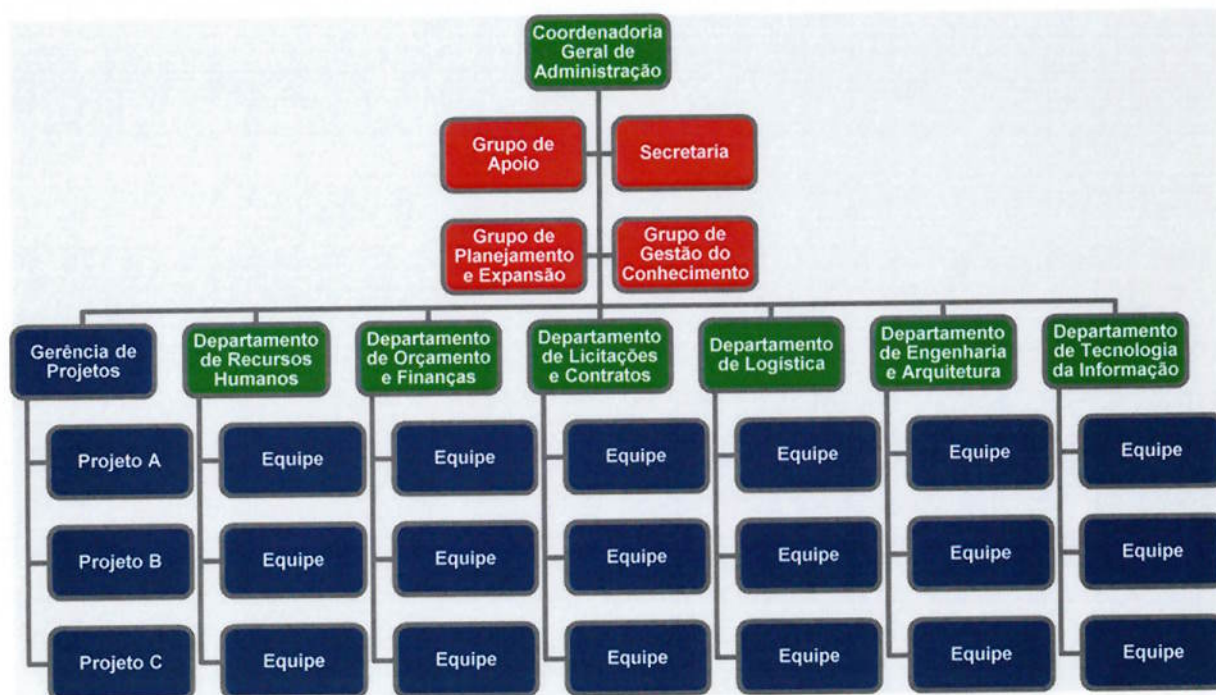 Coordenadoria
Geral de
Administração
Grupo de
Apoio
Secretaria
Grupo de
Planejamento
e Expansão
Grupo de
Gestão do
Conhecimento
Gerência de
Projetos
Departamento
de Recursos
Humanos
Departamento
de Orçamento
e Finanças
Departamento
de Licitações
e Contratos
Departamento
de Logística
Departamento
de Engenharia
e Arquitetura
Departamento
de Tecnologia
da Informação
Projeto A
Equipe
Equipe
Equipe
Equipe
Equipe
Equipe
Projeto B
Equipe
Equipe
Equipe
Equipe
Equipe
Equipe
Projeto C
Equipe
Equipe
Equipe
Equipe
Equipe
Equipe